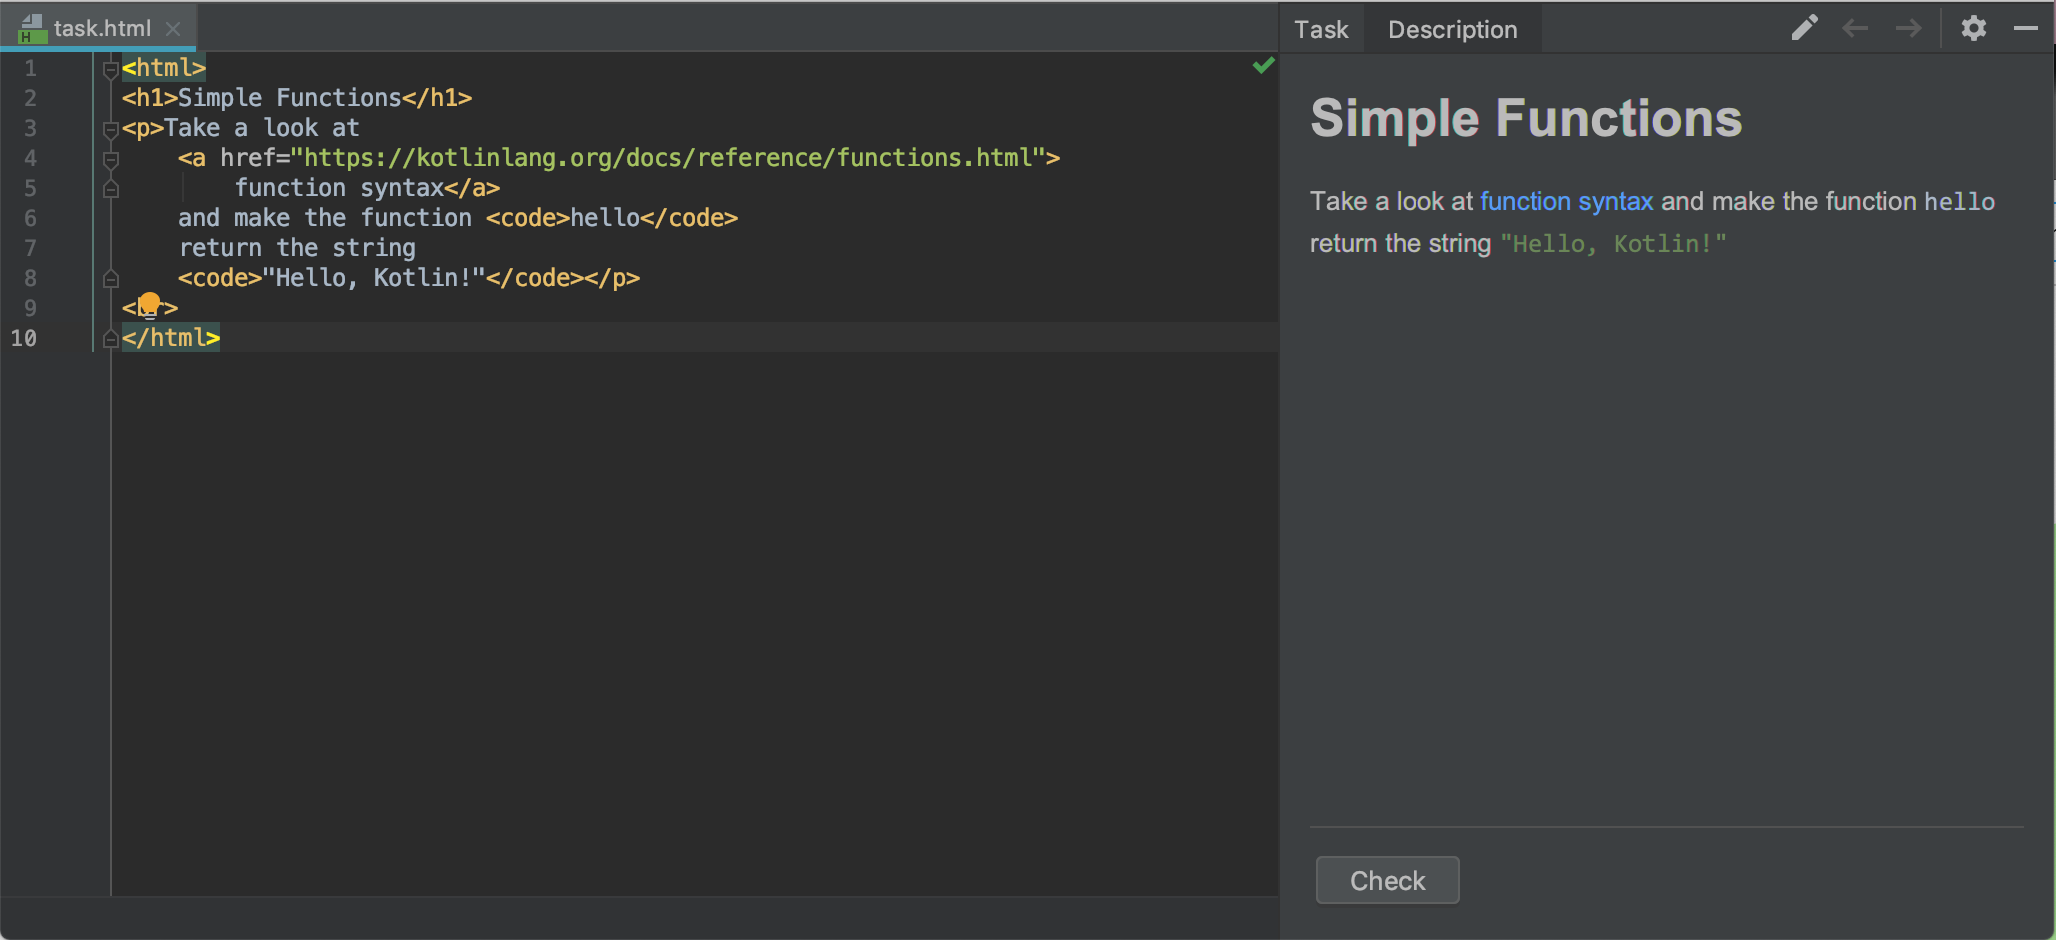 task.html
Task Description
1 <html>
2 <h1>Simple Functions</h1>
3 <p>Take a look at
4 <a href="https://kotlinlang.org/docs/reference/functions.html">
5 function syntax</a>
6 and make the function <code>hello</code>
7 return the string
8 <code>"Hello, Kotlin!"</code></p>
9
10 </html>
Simple Functions
Take a look at function syntax and make the function hello
return the string "Hello, Kotlin!"
Check